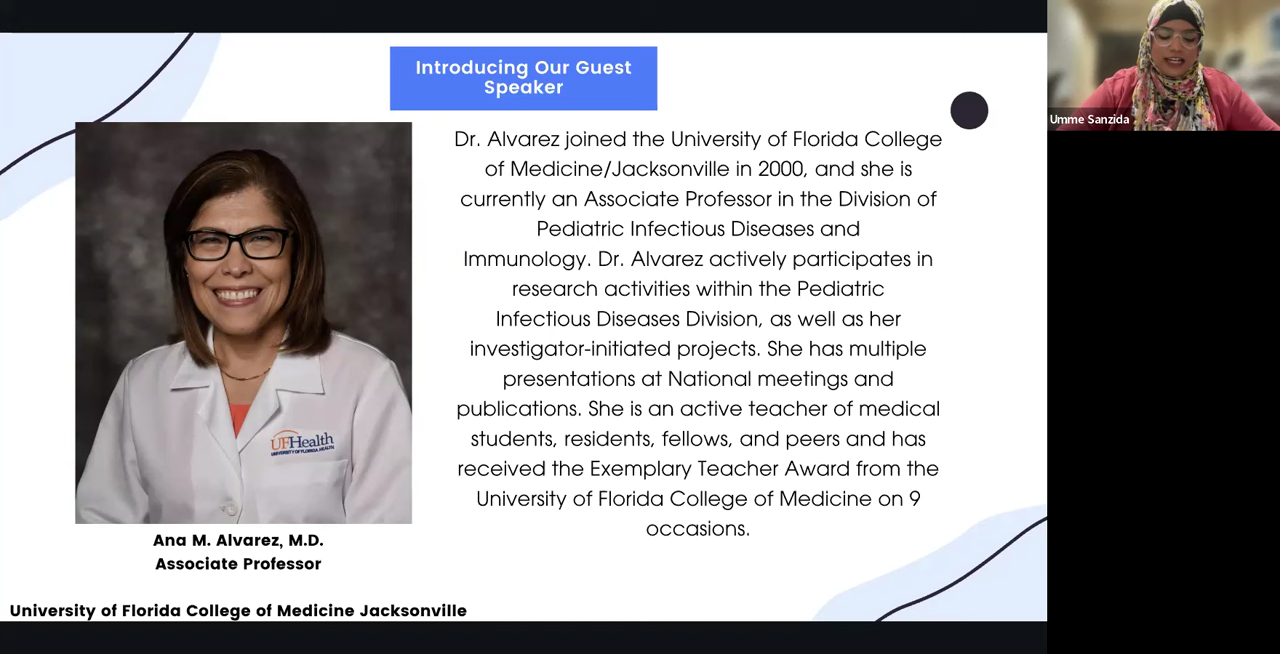 Introducing Our Guest
Speaker
Umme Sanzida
Dr. Alvarez joined the University of Florida College
of Medicine/Jacksonville in 2000, and she is
currently an Associate Professor in the Division of
Pediatric Infectious Diseases and
Immunology. Dr. Alvarez actively participates in
research activities within the Pediatric
Infectious Diseases Division, as well as her
investigator-initiated projects. She has multiple
presentations at National meetings and
publications. She is an active teacher of medical
students, residents, fellows, and peers and has
received the Exemplary Teacher Award from the
University of Florida College of Medicine on 9
occasions.
UFHealth
UNIVERSITY OF FLORIDA HEALTH
Ana M. Alvarez, M.D.
Associate Professor
University of Florida College of Medicine Jacksonville